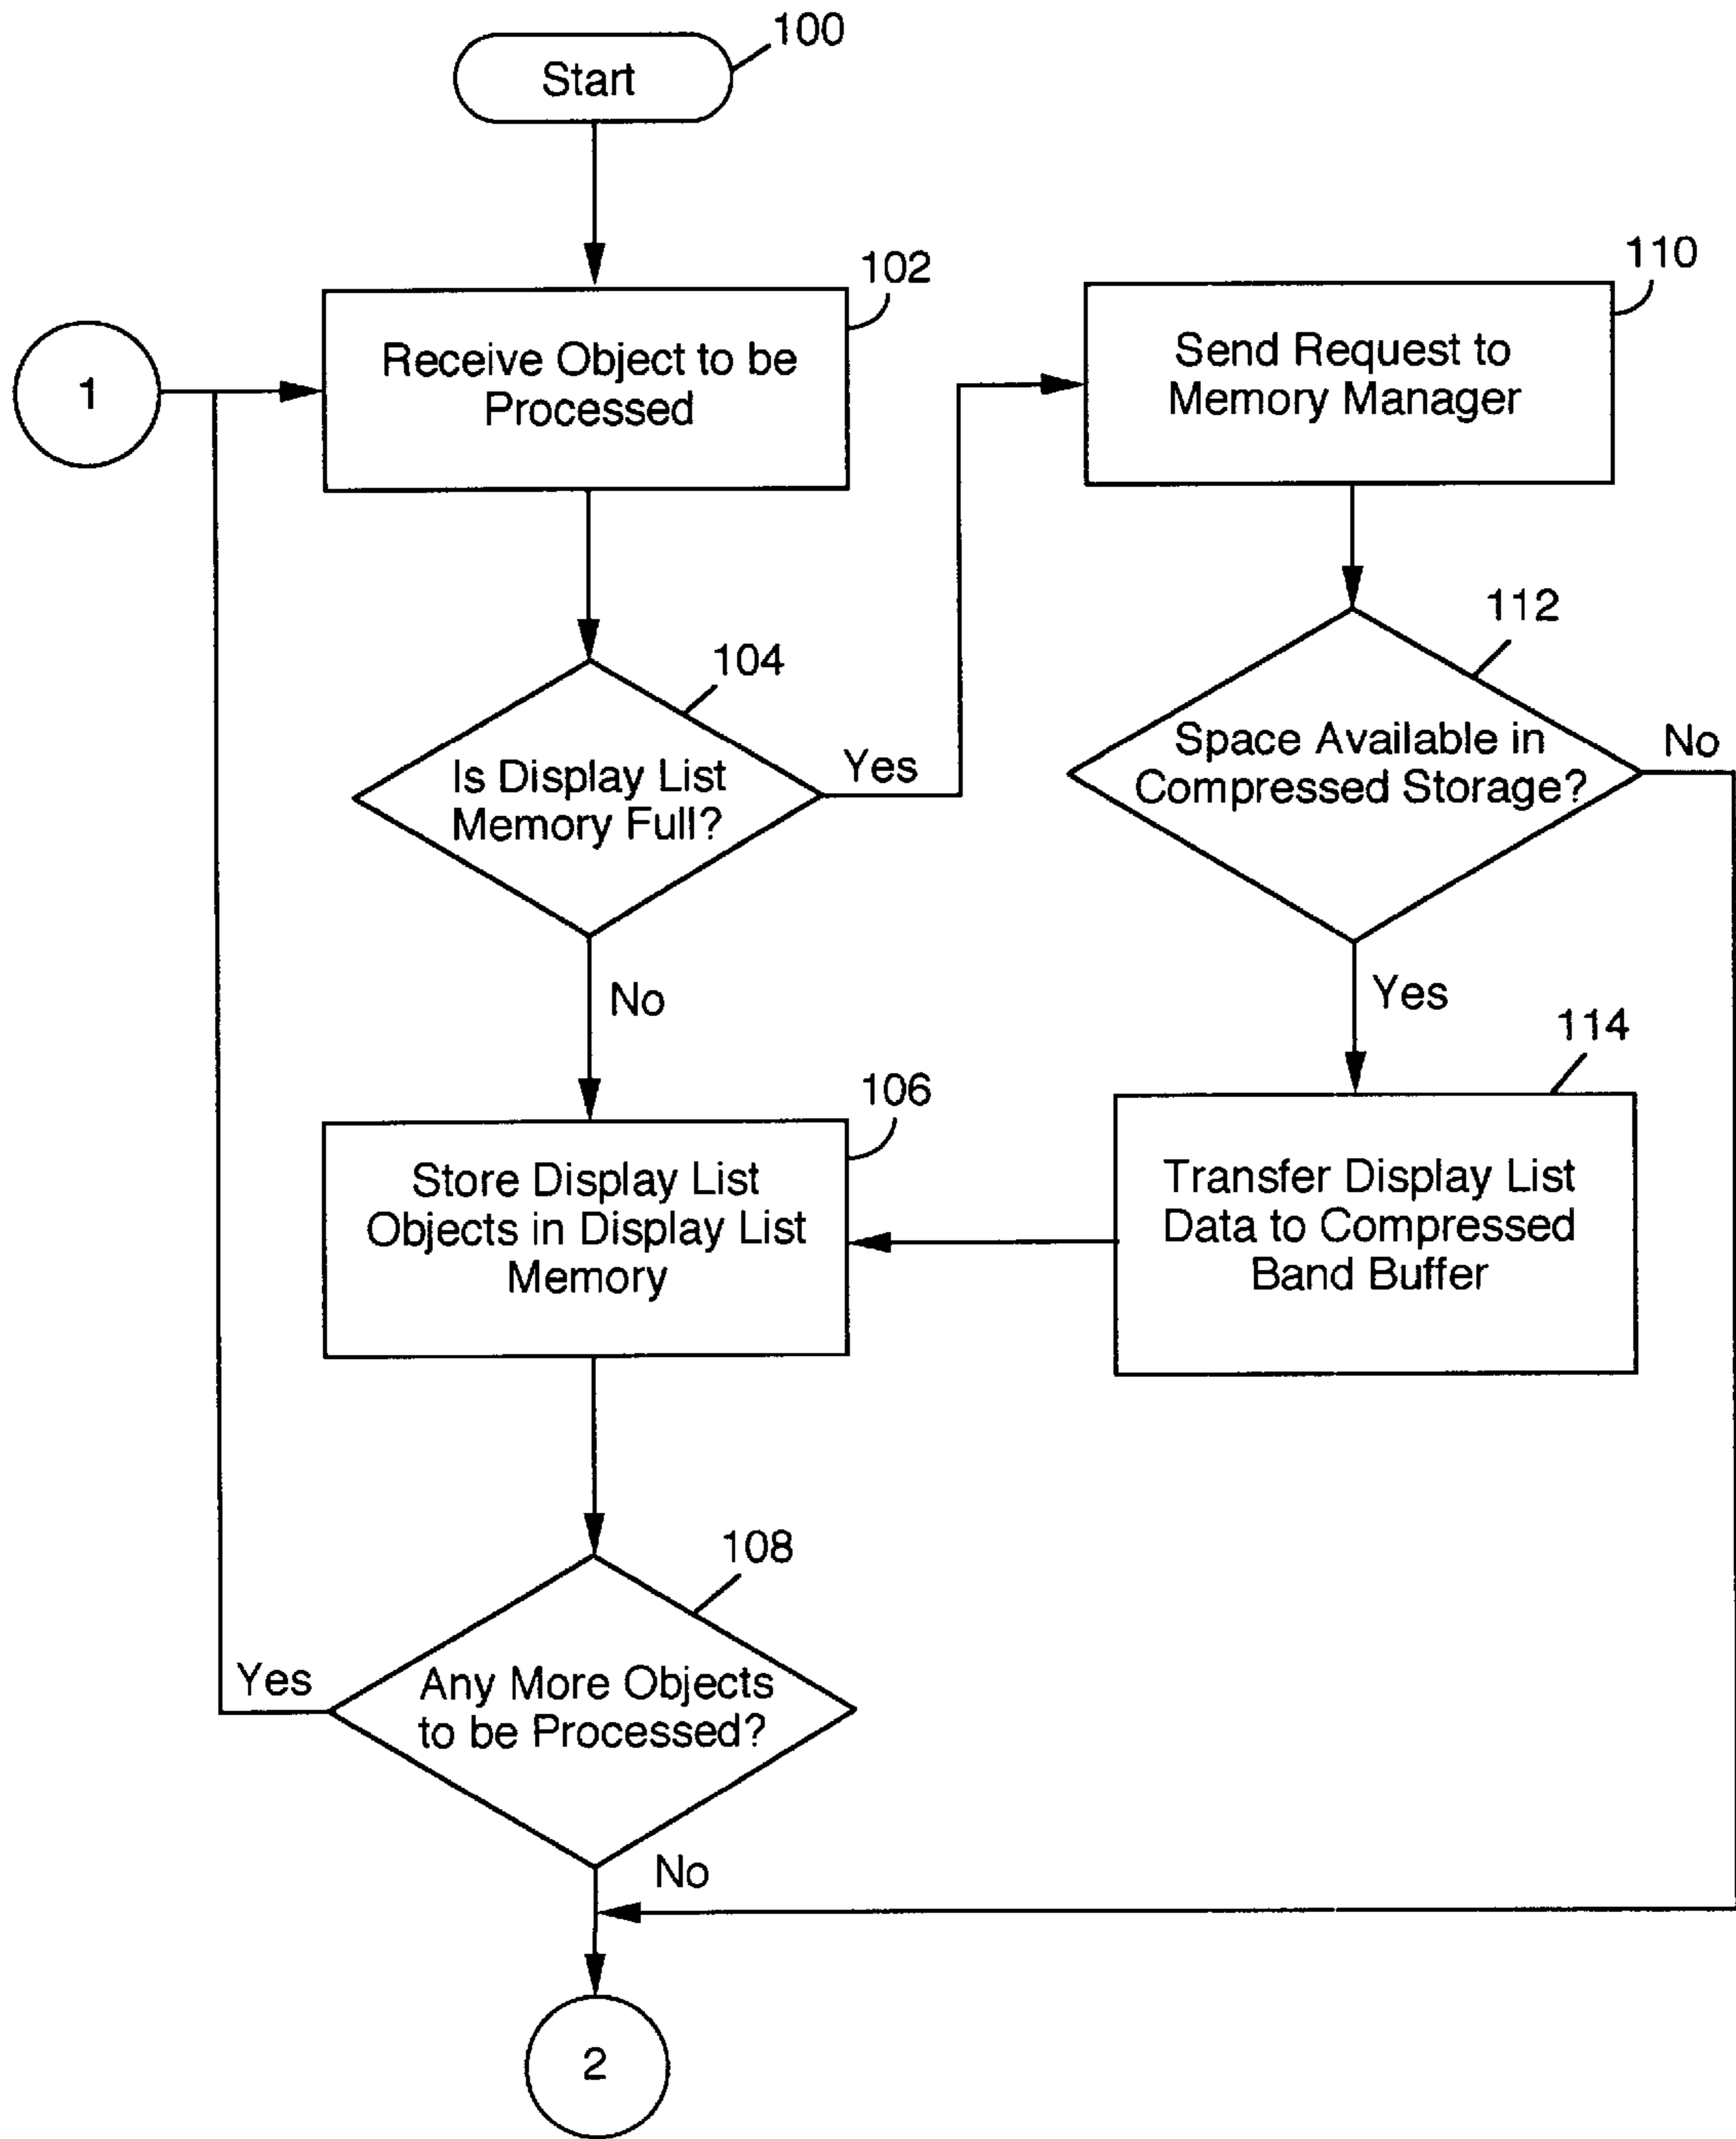 100
Start
102
Receive Object to be
Processed
1
110
Send Request to
Memory Manager
104
Is Display List
Memory Full?
Yes
No
112
Space Available in
Compressed Storage?
No
Yes
106
Store Display List
Objects in Display List
Memory
114
Transfer Display List
Data to Compressed
Band Buffer
108
Any More Objects
to be Processed?
Yes
No
2